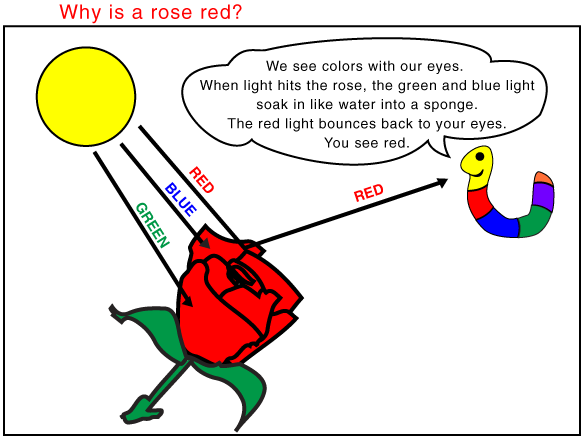 Why is a rose red?
We see colors with our eyes.
When light hits the rose, the green and blue light
soak in like water into a sponge.
The red light bounces back to your eyes.
You see red.
RED
BLUE
GREEN
RED